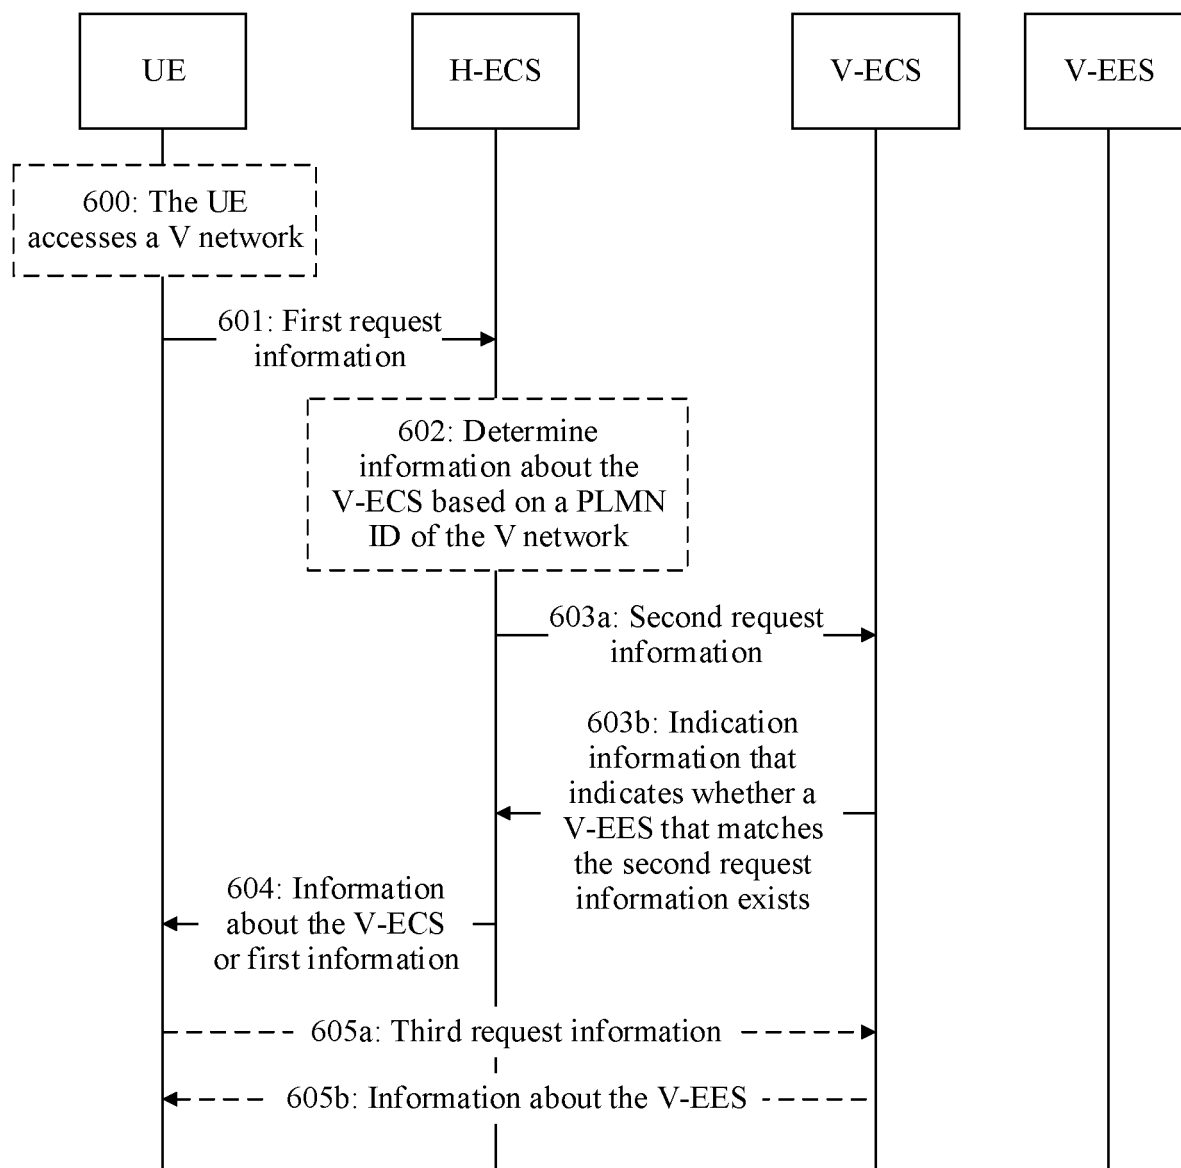 UE
H-ECS
V-ECS
V-EES
600: The UE
accesses a V network
601: First request
information
602: Determine
information about the
V-ECS based on a PLMN
ID of the V network
603a: Second request
information
603b: Indication
information that
indicates whether a
V-EES that matches
the second request
information exists
604: Information
about the V-ECS
or first information
605a: Third request information
605b: Information about the V-EES